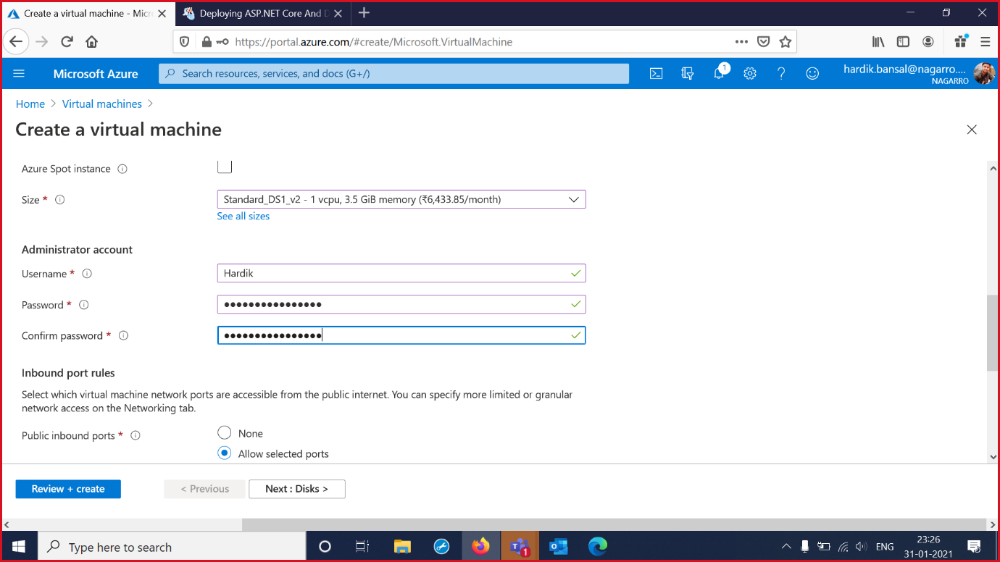 Create a virtual machine - Micr
Deploying ASP.NET Core And D
https://portal.azure.com/#create/Microsoft.VirtualMachine
Microsoft Azure
Search resources, services, and docs (G+/)
1
hardik.bansal@nagarro....
NAGARRO
Home > Virtual machines >
Create a virtual machine
Azure Spot instance
Size *
Standard_DS1_v2 - 1 vcpu, 3.5 GiB memory (₹6,433.85/month)
See all sizes
Administrator account
Username *
Hardik
Password *
●●●●●●●●●●●●●●●●
Confirm password *
●●●●●●●●●●●●●●●●
Inbound port rules
Select which virtual machine network ports are accessible from the public internet. You can specify more limited or granular
network access on the Networking tab.
Public inbound ports *
None
Allow selected ports
Review + create
< Previous
Next : Disks >
Type here to search
1
ENG
23:26
31-01-2021